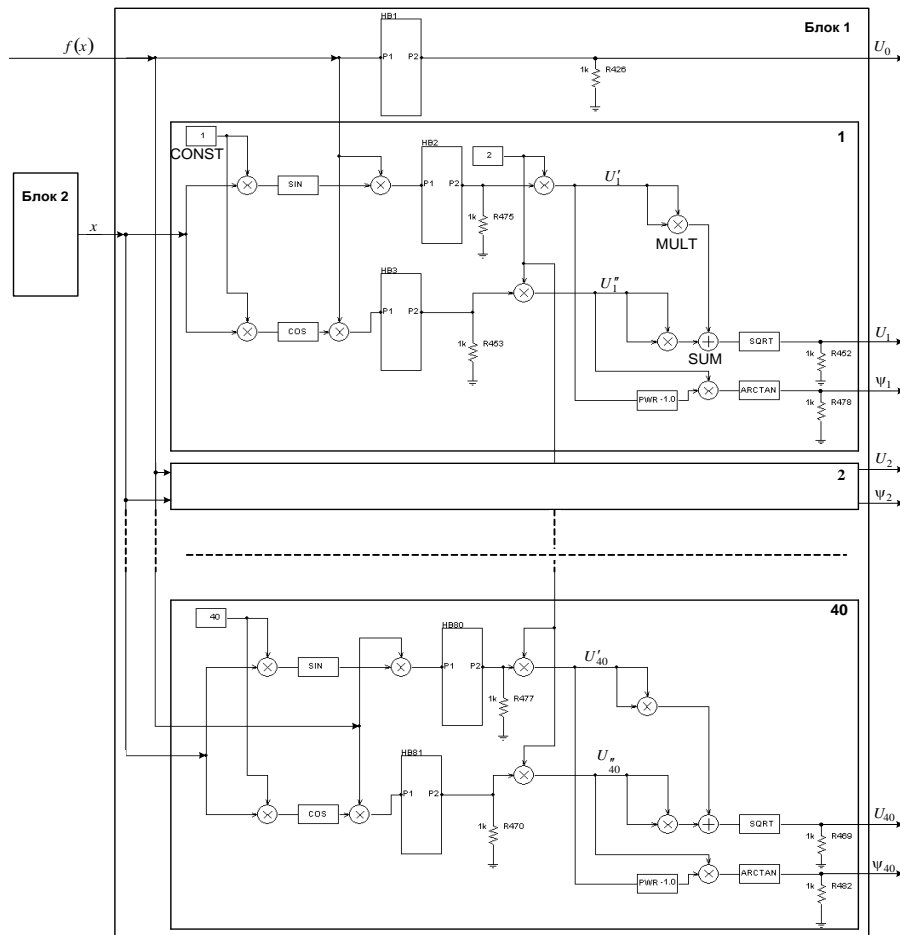 Блок 1
HB1
f(x)
P1 P2
U0
1k R426
1
1
CONST
HB2
2
SIN
P1 P2
U1′
Блок 2
1k R475
x
MULT
HB3
P1 P2
U1″
COS
1k R453
SUM
SQRT
U1
1k R452
PWR -1.0
ARCTAN
ψ1
1k R478
2
U2
ψ2
40
40
HB80
SIN
P1 P2
U′40
1k R477
HB81
U″40
P1 P2
COS
1k R470
SQRT
U40
1k R469
PWR -1.0
ARCTAN
ψ40
1k R482